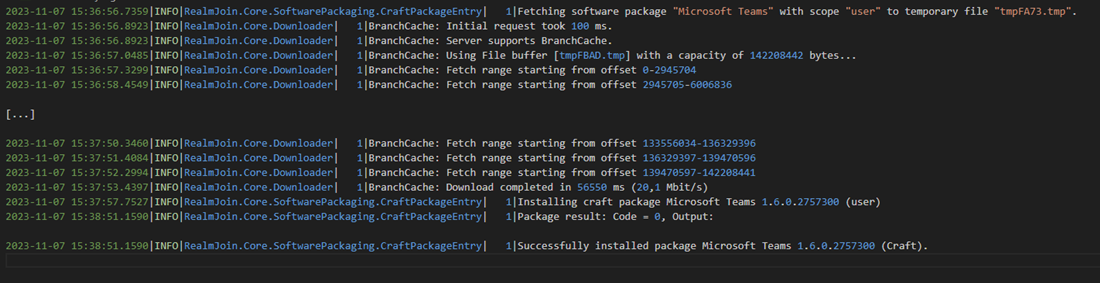 2023-11-07 15:36:56.7359|INFO|RealmJoin.Core.SoftwarePackaging.CraftPackageEntry|   1|Fetching software package "Microsoft Teams" with scope "user" to temporary file "tmpFA73.tmp".
2023-11-07 15:36:56.8923|INFO|RealmJoin.Core.Downloader|   1|BranchCache: Initial request took 100 ms.
2023-11-07 15:36:56.8923|INFO|RealmJoin.Core.Downloader|   1|BranchCache: Server supports BranchCache.
2023-11-07 15:36:57.0485|INFO|RealmJoin.Core.Downloader|   1|BranchCache: Using File buffer [tmpFBAD.tmp] with a capacity of 142208442 bytes...
2023-11-07 15:36:57.3299|INFO|RealmJoin.Core.Downloader|   1|BranchCache: Fetch range starting from offset 0-2945704
2023-11-07 15:36:58.4549|INFO|RealmJoin.Core.Downloader|   1|BranchCache: Fetch range starting from offset 2945705-6006836
[...]
2023-11-07 15:37:50.3460|INFO|RealmJoin.Core.Downloader|   1|BranchCache: Fetch range starting from offset 133556034-136329396
2023-11-07 15:37:51.4084|INFO|RealmJoin.Core.Downloader|   1|BranchCache: Fetch range starting from offset 136329397-139470596
2023-11-07 15:37:52.2994|INFO|RealmJoin.Core.Downloader|   1|BranchCache: Fetch range starting from offset 139470597-142208441
2023-11-07 15:37:53.4397|INFO|RealmJoin.Core.Downloader|   1|BranchCache: Download completed in 56550 ms (20,1 Mbit/s)
2023-11-07 15:37:57.7527|INFO|RealmJoin.Core.SoftwarePackaging.CraftPackageEntry|   1|Installing craft package Microsoft Teams 1.6.0.2757300 (user)
2023-11-07 15:38:51.1590|INFO|RealmJoin.Core.SoftwarePackaging.CraftPackageEntry|   1|Package result: Code = 0, Output:
2023-11-07 15:38:51.1590|INFO|RealmJoin.Core.SoftwarePackaging.CraftPackageEntry|   1|Successfully installed package Microsoft Teams 1.6.0.2757300 (Craft).